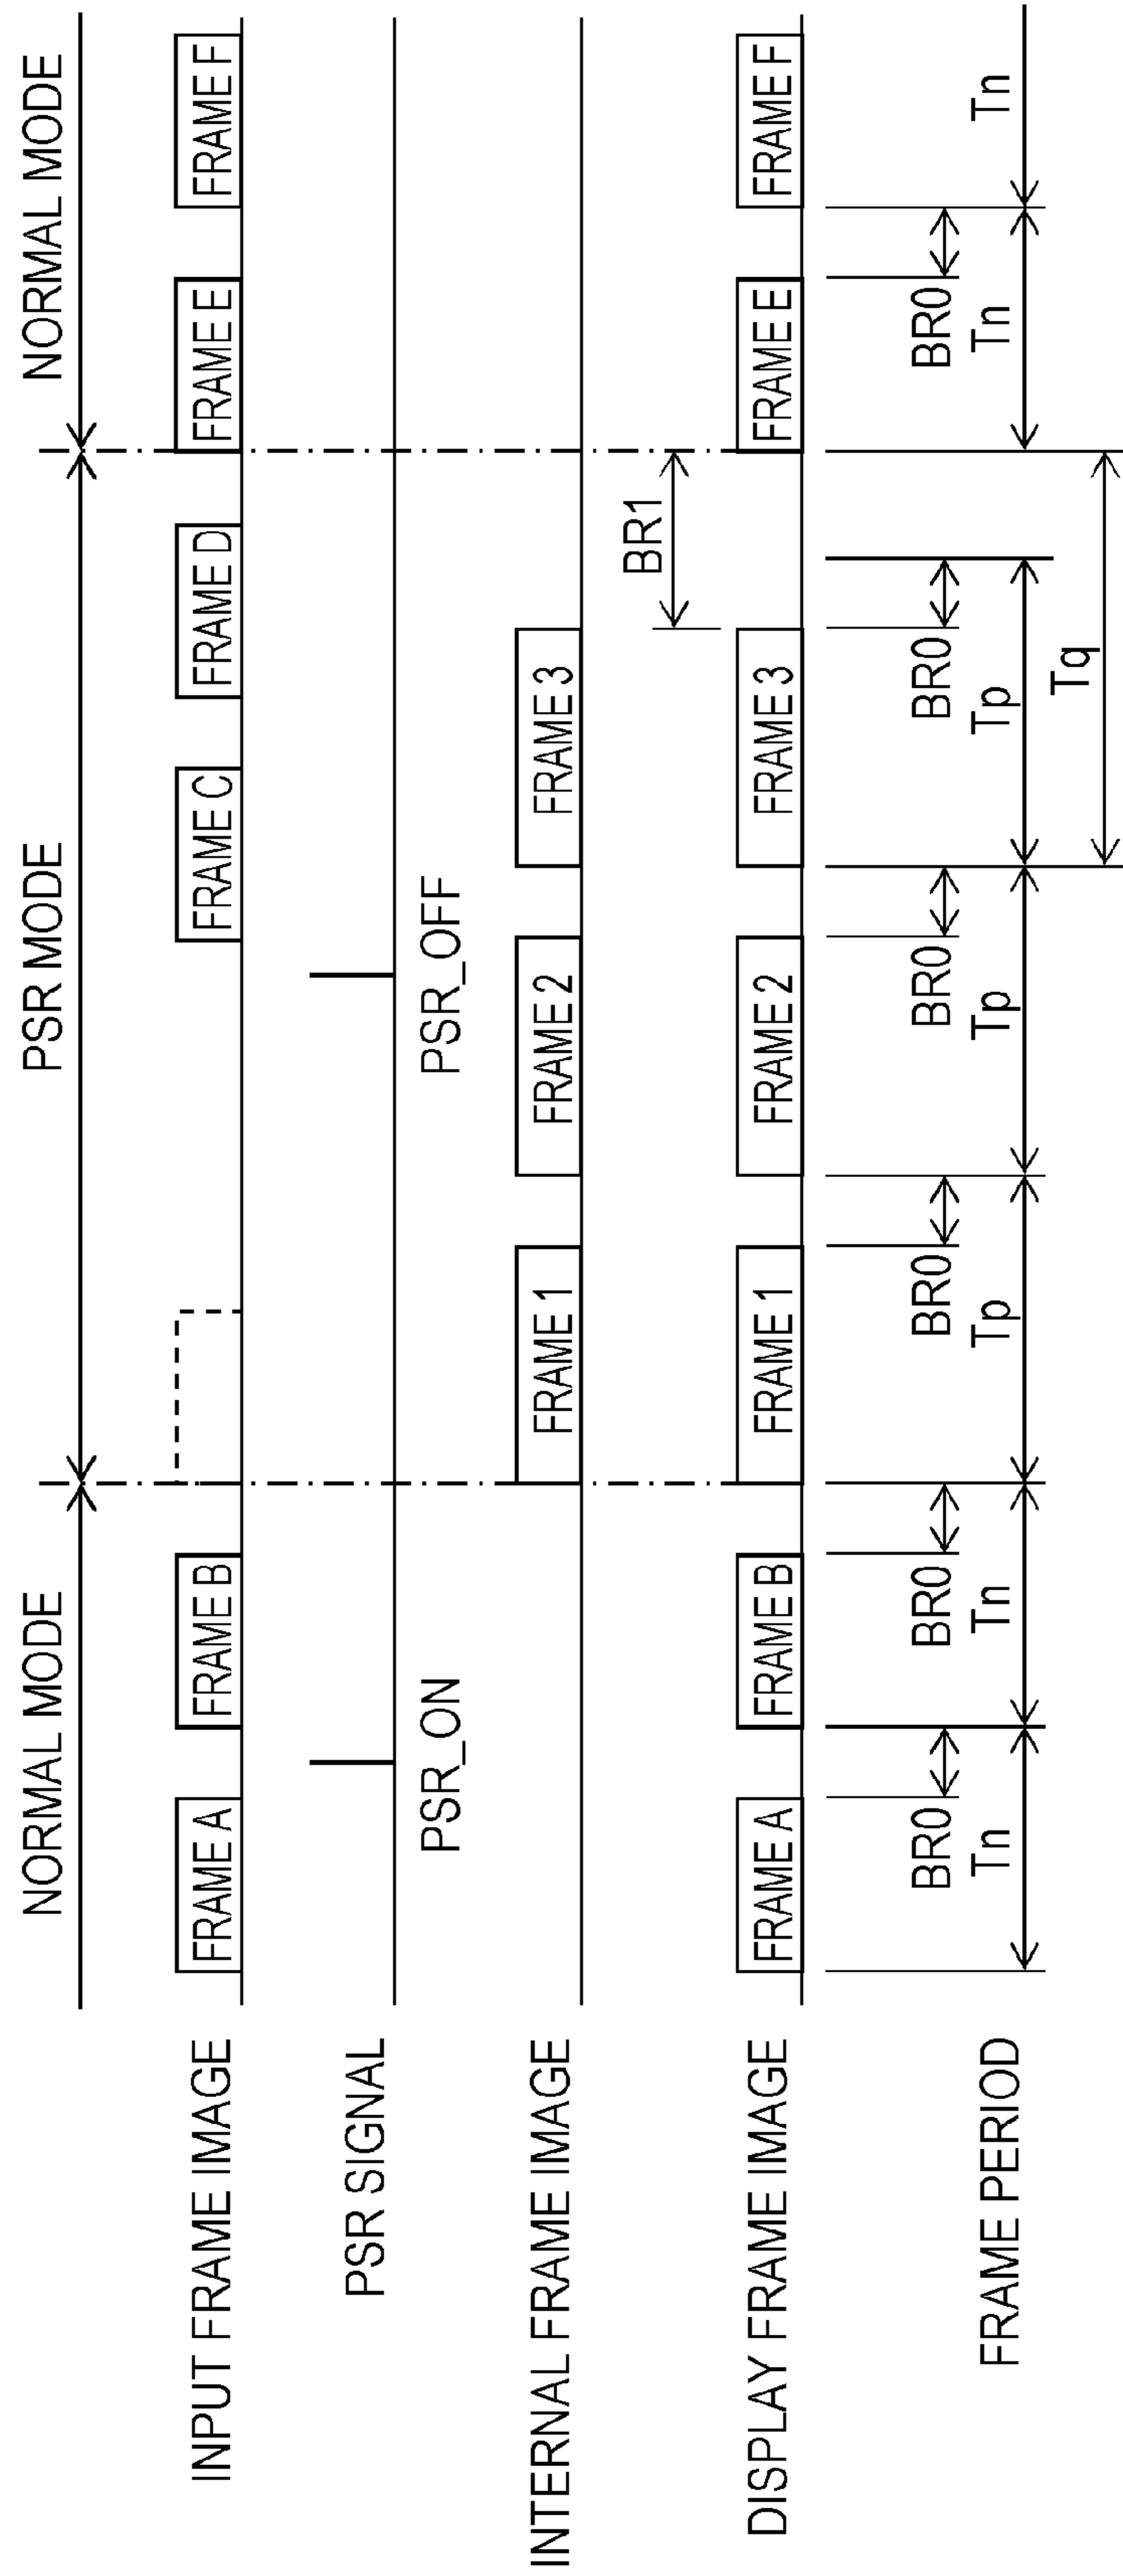 NORMAL MODE
PSR MODE
NORMAL MODE
INPUT FRAME IMAGE
FRAME A
FRAME B
FRAME C
FRAME D
FRAME E
FRAME F
PSR SIGNAL
PSR_ON
PSR_OFF
INTERNAL FRAME IMAGE
FRAME 1
FRAME 2
FRAME 3
BR1
DISPLAY FRAME IMAGE
FRAME A
FRAME B
FRAME 1
FRAME 2
FRAME 3
FRAME E
FRAME F
BR0
BR0
BR0
BR0
BR0
BR0
FRAME PERIOD
Tn
Tn
Tp
Tp
Tp
Tn
Tn
Tq